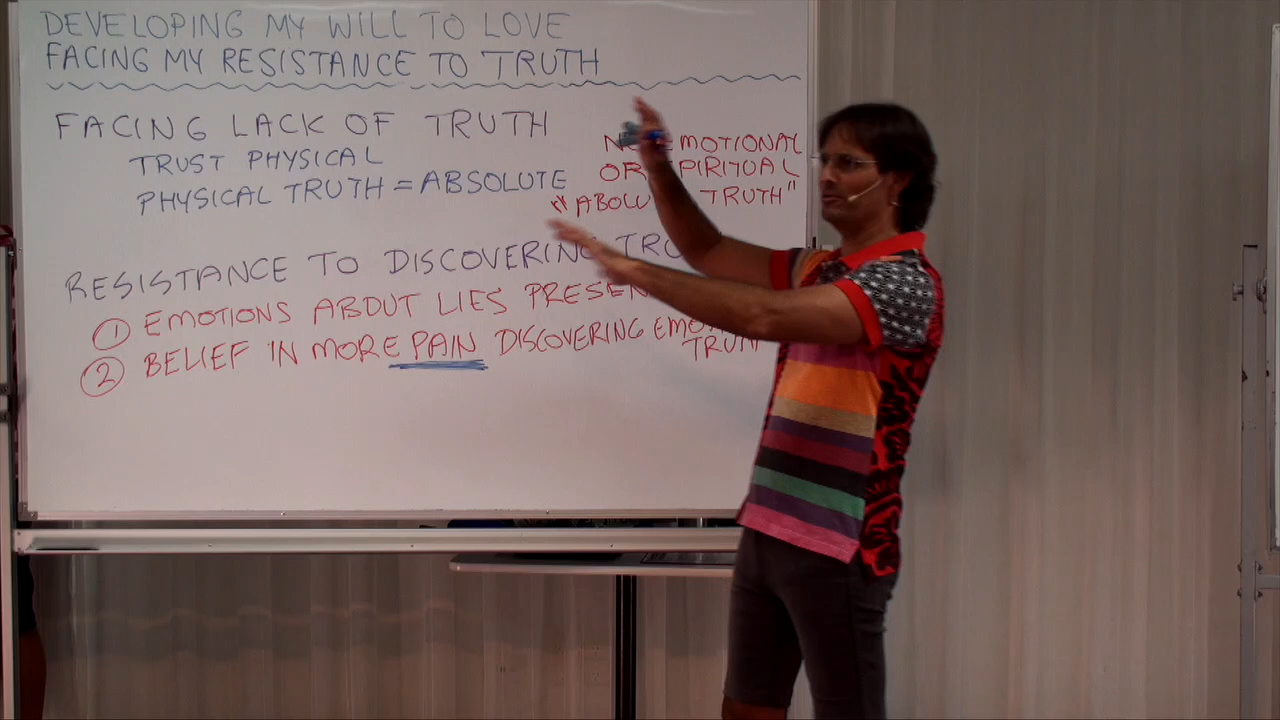 DEVELOPING MY WILL TO LOVE
FACING MY RESISTANCE TO TRUTH
FACING LACK OF TRUTH
TRUST PHYSICAL
PHYSICAL TRUTH = ABSOLUTE
EMOTIONAL
OR
TRUTH"
RESISTANCE TO DISCOVERING
① EMOTIONS ABOUT LIES
② BELIEF IN MORE PAIN DISCOVERING